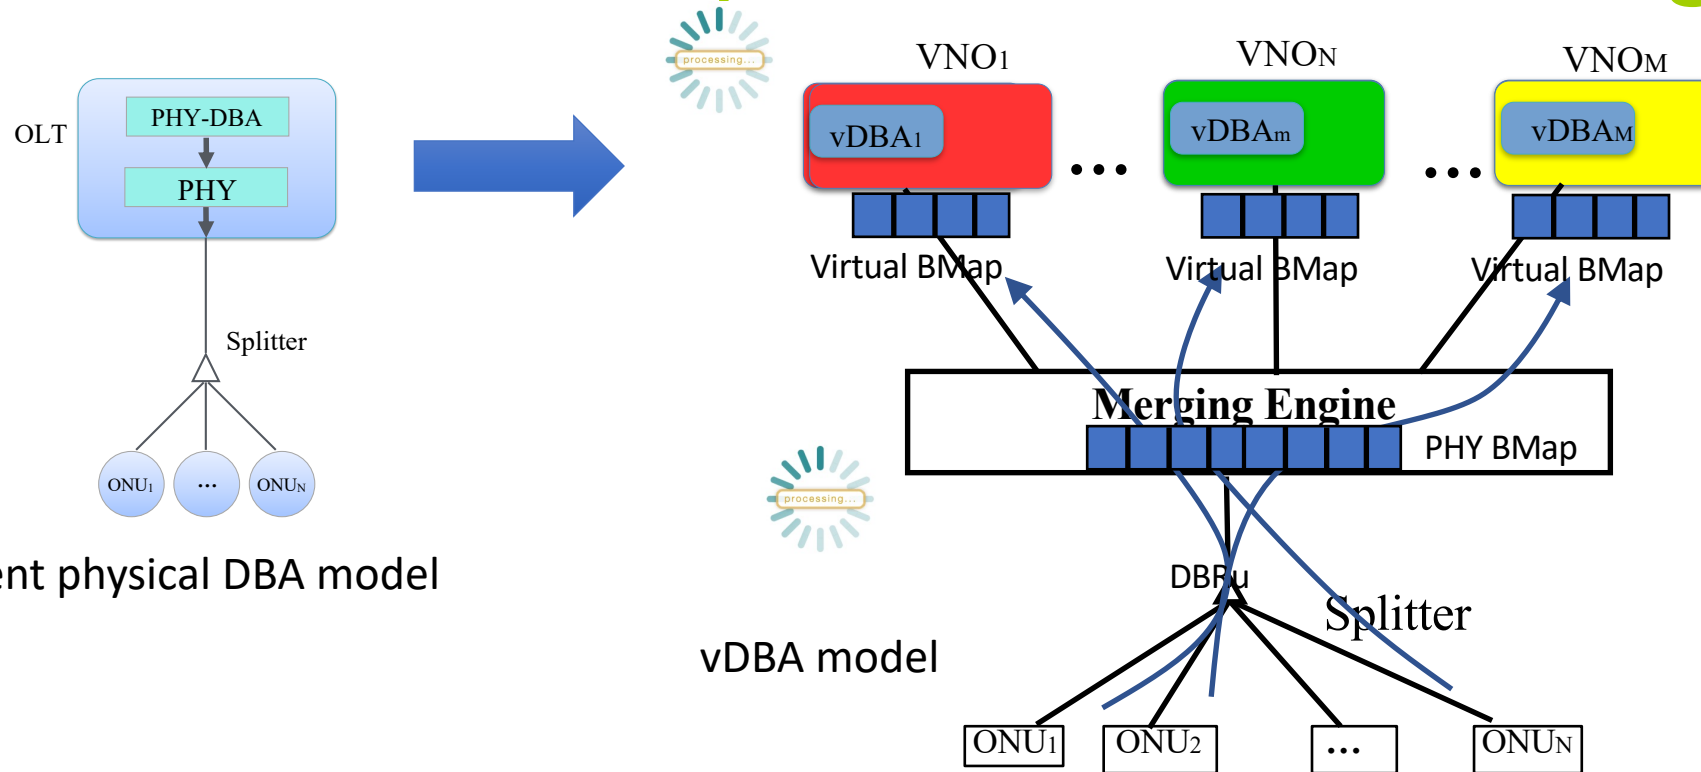 OLT
PHY-DBA
PHY
Splitter
ONU1
...
ONUN
physical DBA model
processing...
VNO1
VNON
VNOM
vDBA1
...
vDBAm
...
vDBAM
Virtual BMap
Virtual BMap
Virtual BMap
Merging Engine
PHY BMap
processing...
DBRu
Splitter
vDBA model
ONU1
ONU2
...
ONUN